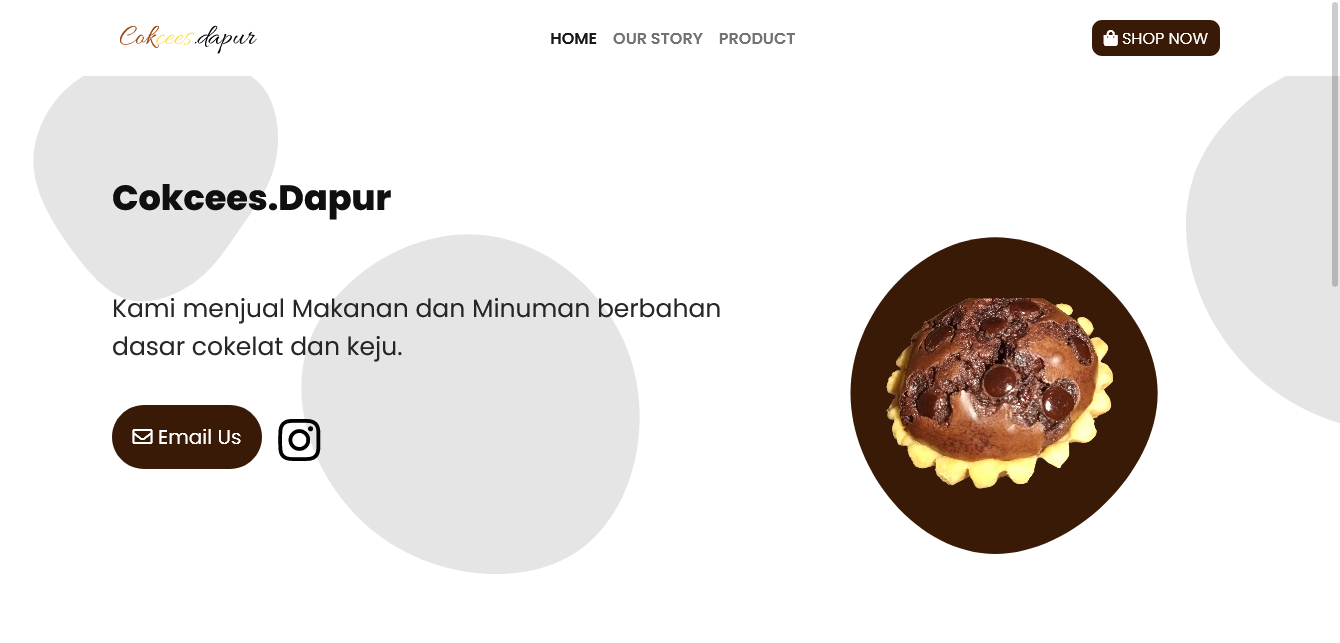 Cokcees.dapur
HOME OUR STORY PRODUCT
SHOP NOW
Cokcees.Dapur
Kami menjual Makanan dan Minuman berbahan
dasar cokelat dan keju.
Email Us